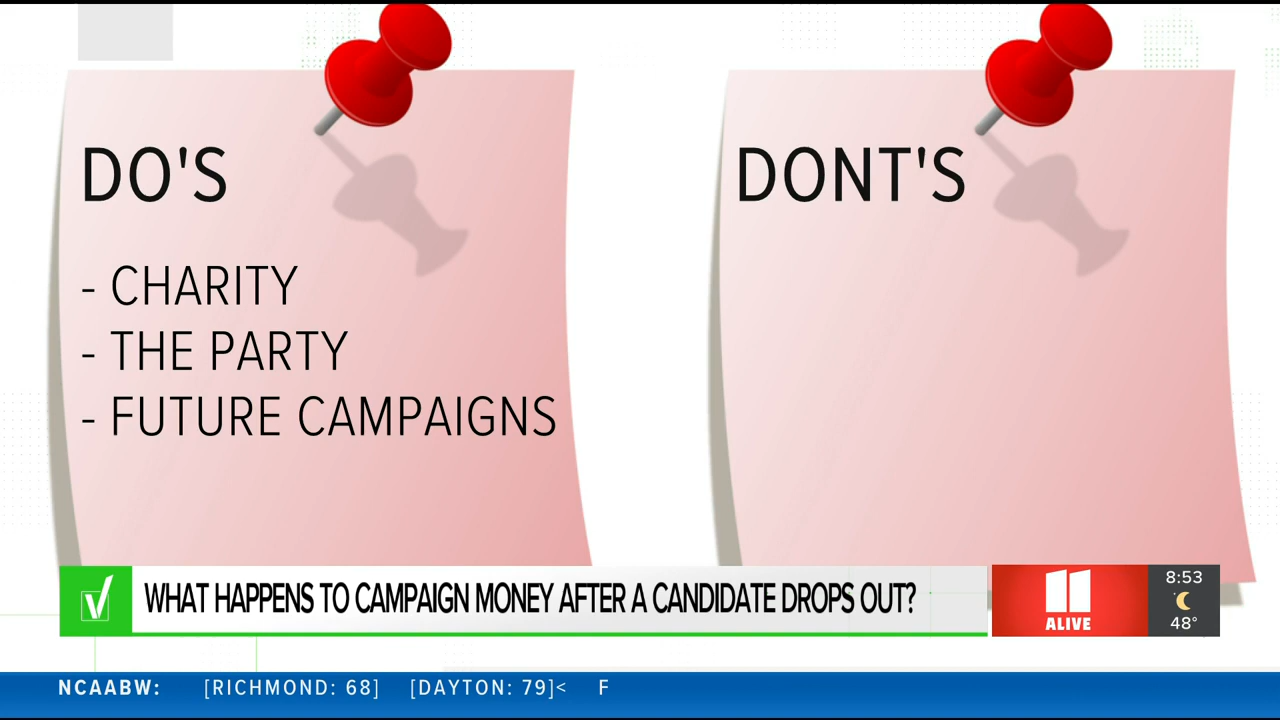 DO'S
- CHARITY
- THE PARTY
- FUTURE CAMPAIGNS
DONT'S
WHAT HAPPENS TO CAMPAIGN MONEY AFTER A CANDIDATE DROPS OUT?
11
ALIVE
8:53
48°
NCAABW: [RICHMOND: 68] [DAYTON: 79]< F